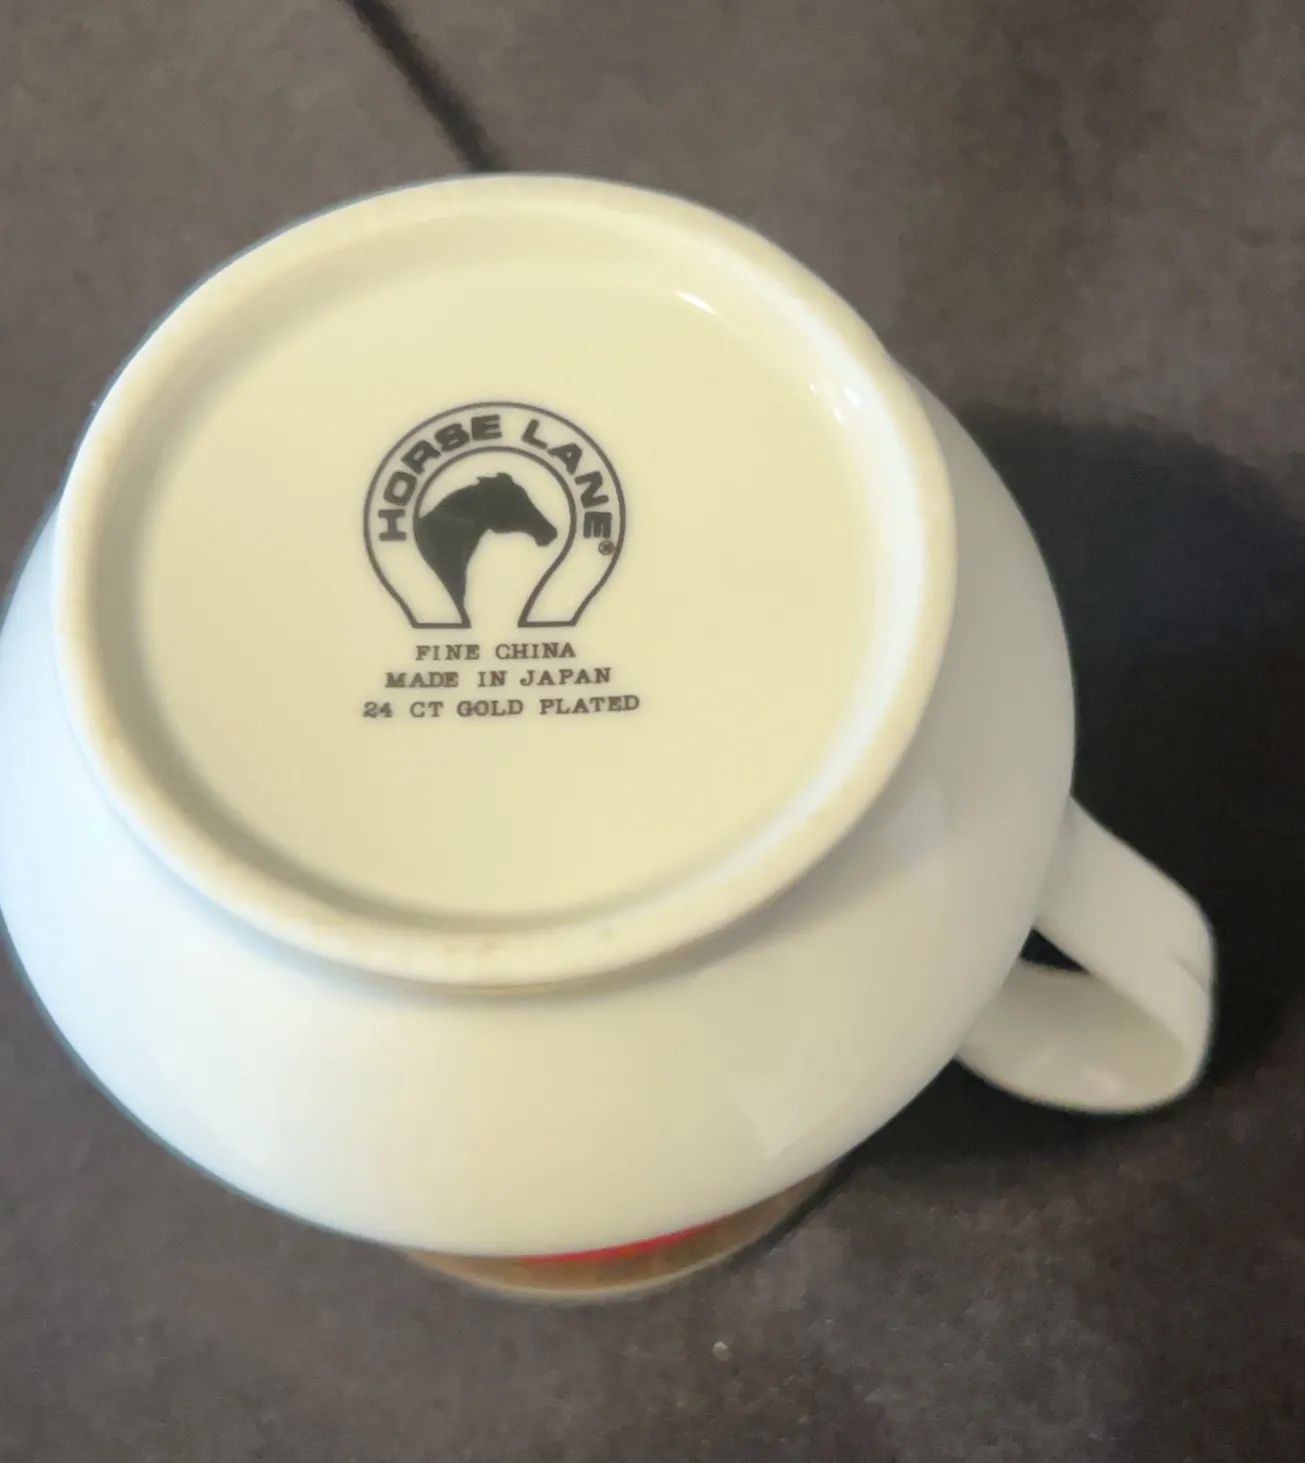 HORSE LANE®
FINE CHINA
MADE IN JAPAN
24 CT GOLD PLATED